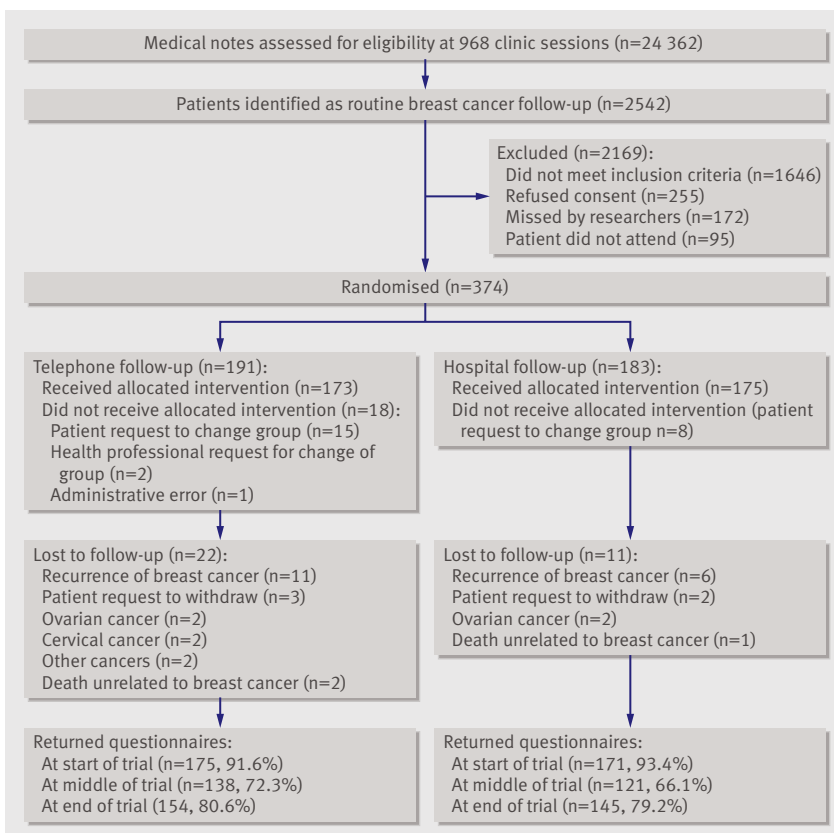 Medical notes assessed for eligibility at 968 clinic sessions (n=24 362)
Patients identified as routine breast cancer follow-up (n=2542)
Excluded (n=2169):
Did not meet inclusion criteria (n=1646)
Refused consent (n=255)
Missed by researchers (n=172)
Patient did not attend (n=95)
Randomised (n=374)
Telephone follow-up (n=191):
Received allocated intervention (n=173)
Did not receive allocated intervention (n=18):
Patient request to change group (n=15)
Health professional request for change of
group (n=2)
Administrative error (n=1)
Hospital follow-up (n=183):
Received allocated intervention (n=175)
Did not receive allocated intervention (patient
request to change group n=8)
Lost to follow-up (n=22):
Recurrence of breast cancer (n=11)
Patient request to withdraw (n=3)
Ovarian cancer (n=2)
Cervical cancer (n=2)
Other cancers (n=2)
Death unrelated to breast cancer (n=2)
Lost to follow-up (n=11):
Recurrence of breast cancer (n=6)
Patient request to withdraw (n=2)
Ovarian cancer (n=2)
Death unrelated to breast cancer (n=1)
Returned questionnaires:
At start of trial (n=175, 91.6%)
At middle of trial (n=138, 72.3%)
At end of trial (154, 80.6%)
Returned questionnaires:
At start of trial (n=171, 93.4%)
At middle of trial (n=121, 66.1%)
At end of trial (n=145, 79.2%)